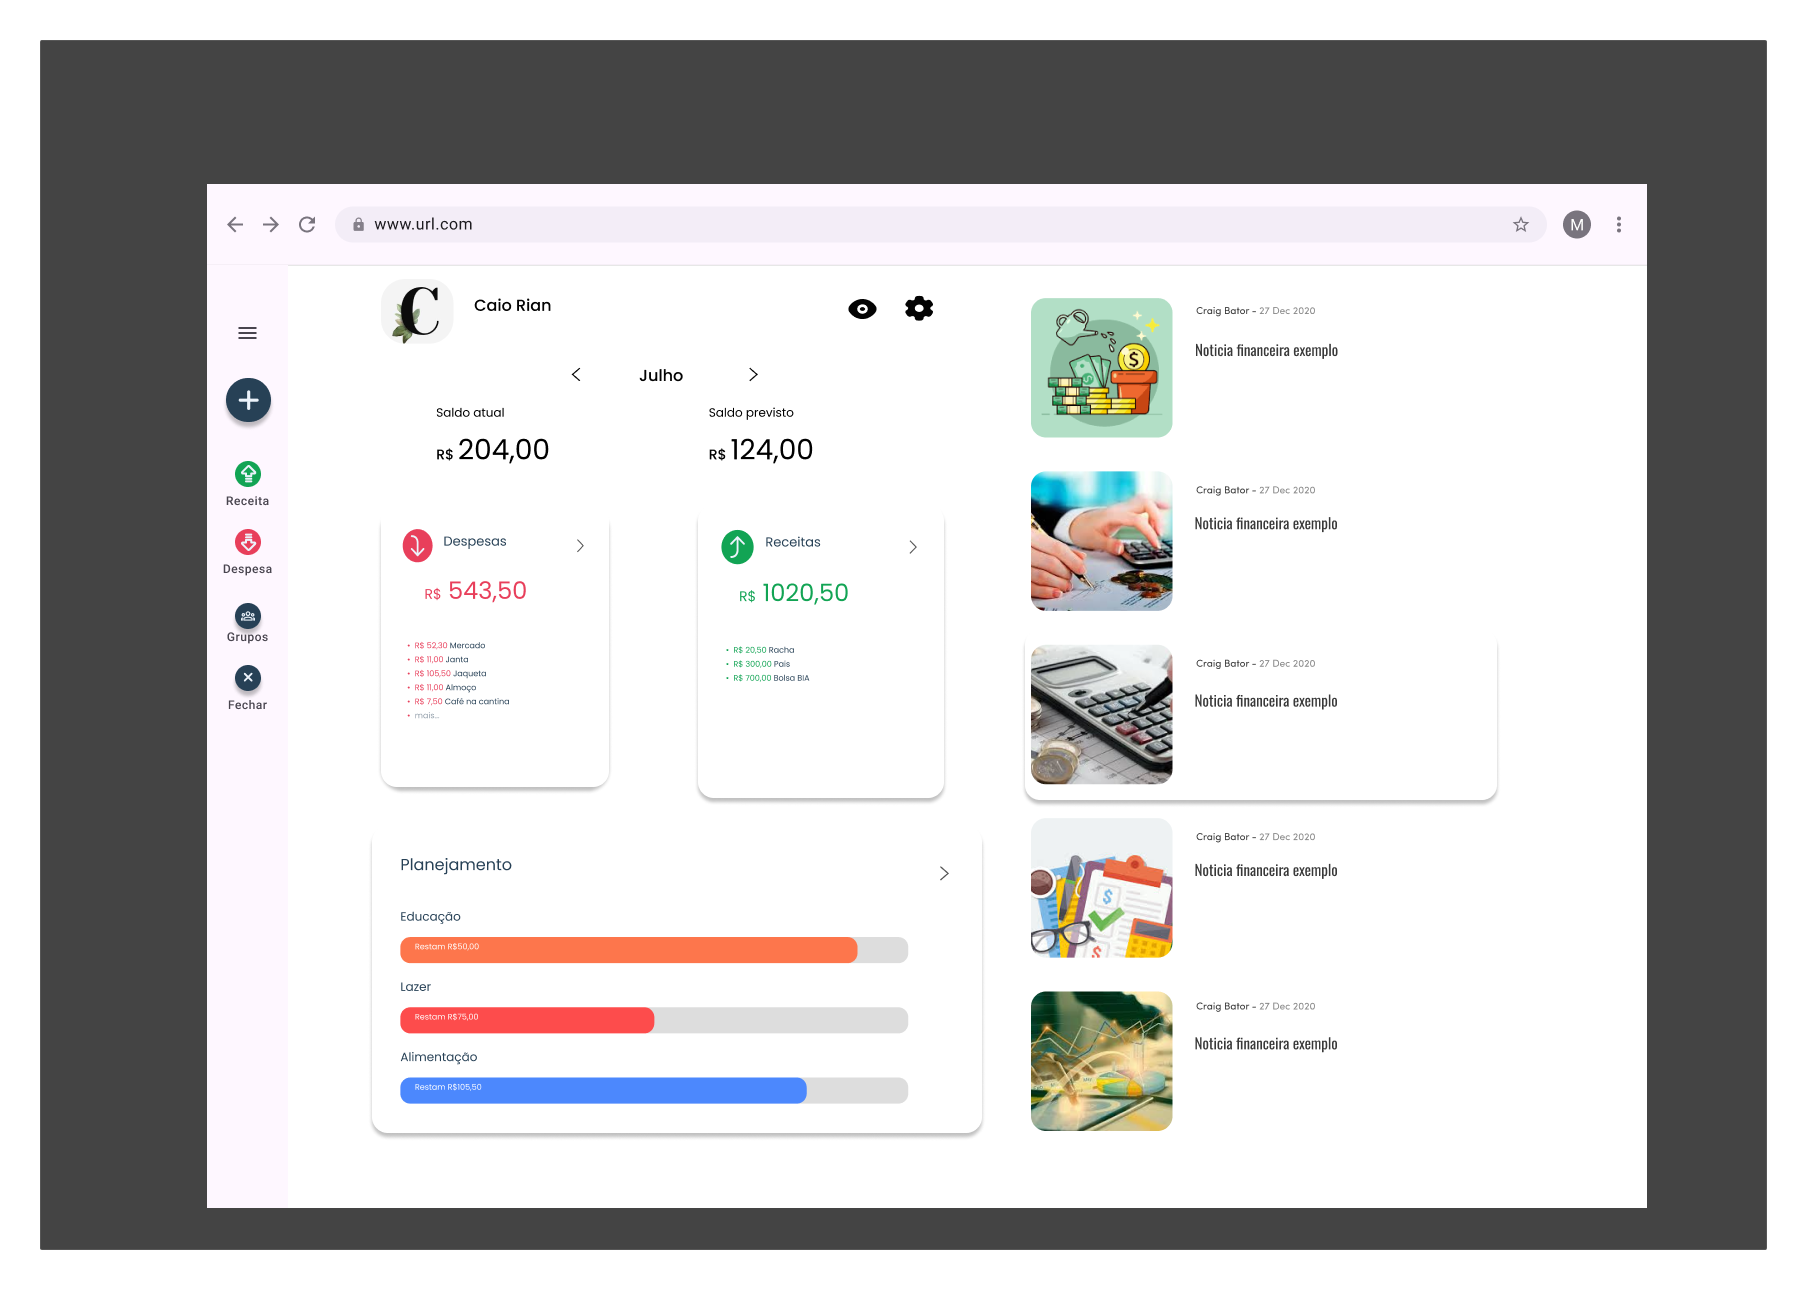 www.url.com
M
Receita
Despesa
Grupos
Fechar
C
Caio Rian
Julho
Saldo atual
R$ 204,00
Saldo previsto
R$ 124,00
Despesas
R$ 543,50
• R$ 52,30 Mercado
• R$ 11,00 Janta
• R$ 105,50 Jaqueta
• R$ 11,00 Almoço
• R$ 7,50 Café na cantina
• mais...
Receitas
R$ 1020,50
• R$ 20,50 Racha
• R$ 300,00 Pais
• R$ 700,00 Bolsa BIA
Planejamento
Educação
Restam R$50,00
Lazer
Restam R$75,00
Alimentação
Restam R$105,50
Craig Bator - 27 Dec 2020
Noticia financeira exemplo
Craig Bator - 27 Dec 2020
Noticia financeira exemplo
Craig Bator - 27 Dec 2020
Noticia financeira exemplo
Craig Bator - 27 Dec 2020
Noticia financeira exemplo
Craig Bator - 27 Dec 2020
Noticia financeira exemplo